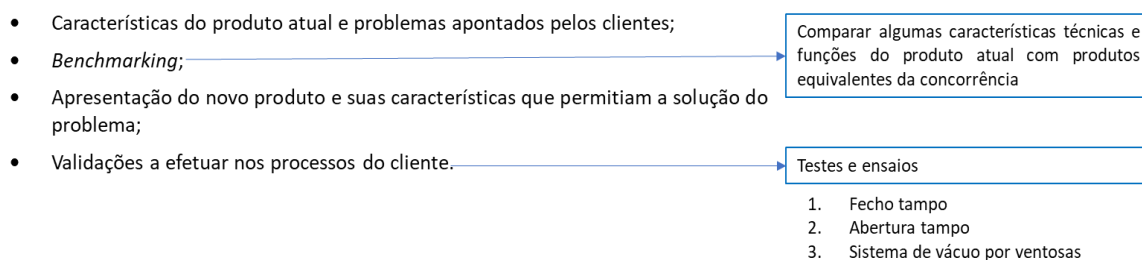 • Características do produto atual e problemas apontados pelos clientes;
• Benchmarking;
• Apresentação do novo produto e suas características que permitiam a solução do
problema;
• Validações a efetuar nos processos do cliente.
Comparar algumas características técnicas e
funções do produto atual com produtos
equivalentes da concorrência
Testes e ensaios
1. Fecho tampo
2. Abertura tampo
3. Sistema de vácuo por ventosas